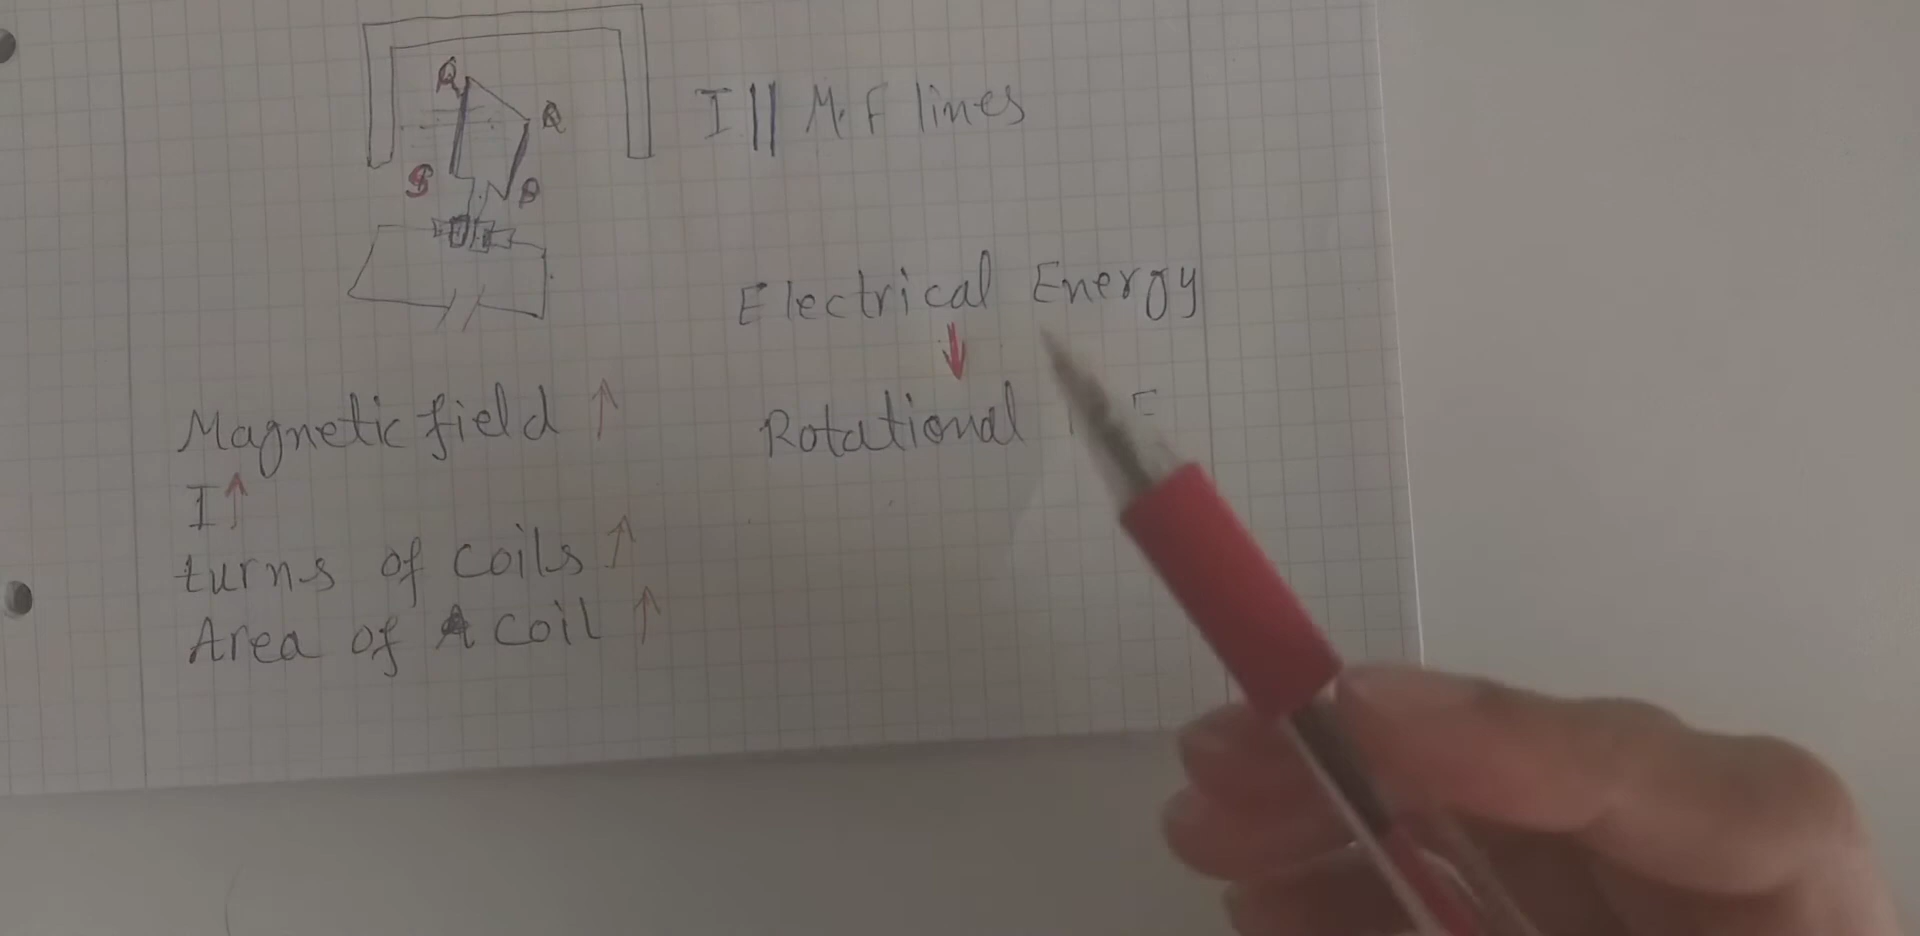 Q
S
I || M.F lines
Electrical Energy
Rotational
Magnetic field ↑
I ↑
turns of coils ↑
Area of coil ↑